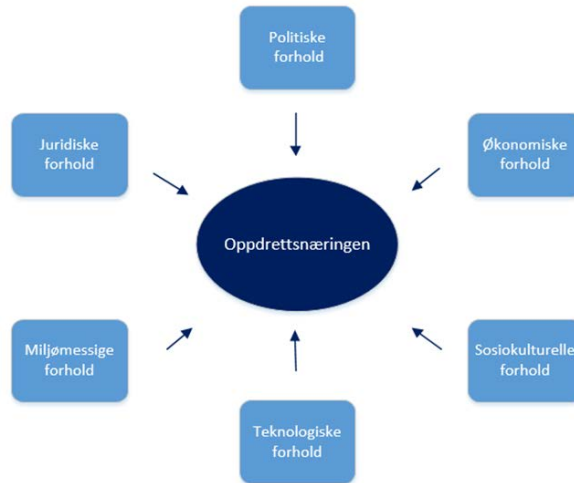 Politiske
forhold
Juridiske
forhold
Økonomiske
forhold
Oppdrettsnæringen
Miljømessige
forhold
Sosiokulturelle
forhold
Teknologiske
forhold